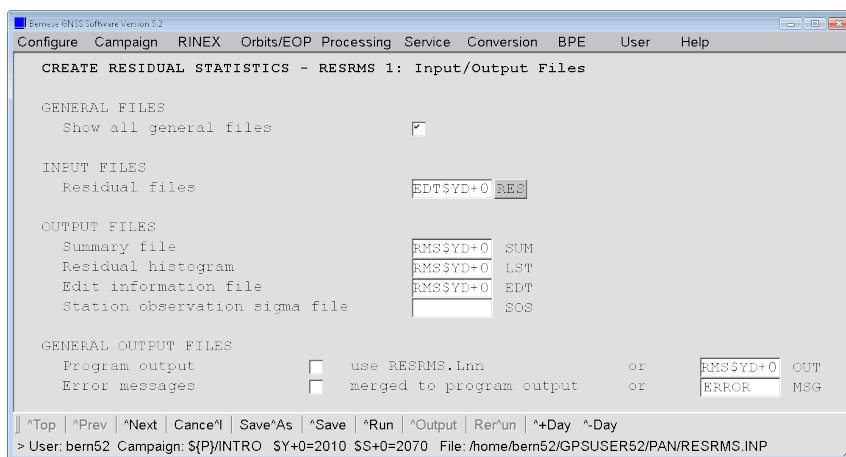 Bernese GNSS Software Version 5.2
Configure Campaign RINEX Orbits/EOP Processing Service Conversion BPE User Help
CREATE RESIDUAL STATISTICS - RESRMS 1: Input/Output Files
GENERAL FILES
Show all general files
INPUT FILES
Residual files EDT$YD+0 RES
OUTPUT FILES
Summary file RMS$YD+0 SUM
Residual histogram RMS$YD+0 LST
Edit information file RMS$YD+0 EDT
Station observation sigma file SOS
GENERAL OUTPUT FILES
Program output use RESRMS.Lnn or RMS$YD+0 OUT
Error messages merged to program output or ERROR MSG
^Top | ^Prev | ^Next | Cance^l | Save^As | ^Save | ^Run | ^Output | Rer^un | ^+Day ^-Day
> User: bern52 Campaign: ${P}/INTRO $Y+0=2010 $S+0=2070 File: /home/bern52/GPSUSER52/PAN/RESRMS.INP